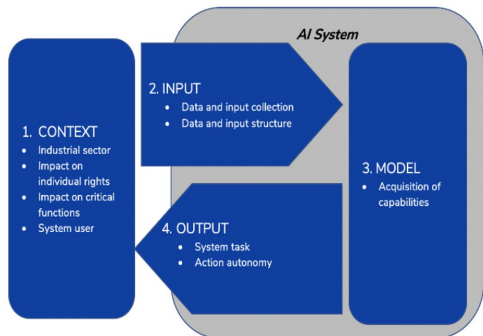 AI System
1. CONTEXT
• Industrial sector
• Impact on
individual rights
• Impact on critical
functions
• System user
2. INPUT
• Data and input collection
• Data and input structure
3. MODEL
• Acquisition of
capabilities
4. OUTPUT
• System task
• Action autonomy